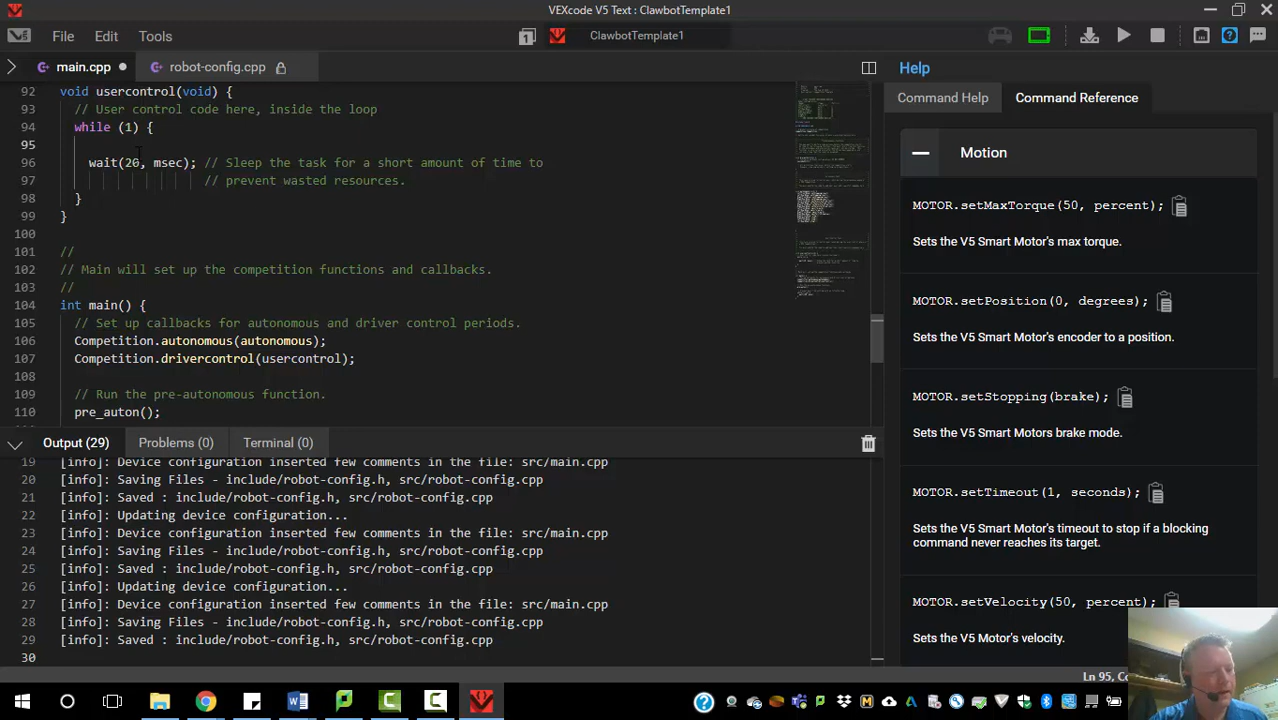 VEXcode V5 Text : ClawbotTemplate1
File Edit Tools
1 ClawbotTemplate1
main.cpp robot-config.cpp
92 void usercontrol(void) {
93 // User control code here, inside the loop
94 while (1) {
95
96 wait(20, msec); // Sleep the task for a short amount of time to
97 // prevent wasted resources.
98 }
99 }
100
101 //
102 // Main will set up the competition functions and callbacks.
103 //
104 int main() {
105 // Set up callbacks for autonomous and driver control periods.
106 Competition.autonomous(autonomous);
107 Competition.drivercontrol(usercontrol);
108
109 // Run the pre-autonomous function.
110 pre_auton();
Output (29) Problems (0) Terminal (0)
19 [info]: Device configuration inserted few comments in the file: src/main.cpp
20 [info]: Saving Files - include/robot-config.h, src/robot-config.cpp
21 [info]: Saved : include/robot-config.h, src/robot-config.cpp
22 [info]: Updating device configuration...
23 [info]: Device configuration inserted few comments in the file: src/main.cpp
24 [info]: Saving Files - include/robot-config.h, src/robot-config.cpp
25 [info]: Saved : include/robot-config.h, src/robot-config.cpp
26 [info]: Updating device configuration...
27 [info]: Device configuration inserted few comments in the file: src/main.cpp
28 [info]: Saving Files - include/robot-config.h, src/robot-config.cpp
29 [info]: Saved : include/robot-config.h, src/robot-config.cpp
30
Help
Command Help Command Reference
Motion
MOTOR.setMaxTorque(50, percent);
Sets the V5 Smart Motor's max torque.
MOTOR.setPosition(0, degrees);
Sets the V5 Smart Motor's encoder to a position.
MOTOR.setStopping(brake);
Sets the V5 Smart Motors brake mode.
MOTOR.setTimeout(1, seconds);
Sets the V5 Smart Motor's timeout to stop if a blocking
command never reaches its target.
MOTOR.setVelocity(50, percent);
Sets the V5 Motor's velocity.
Ln 95, Co